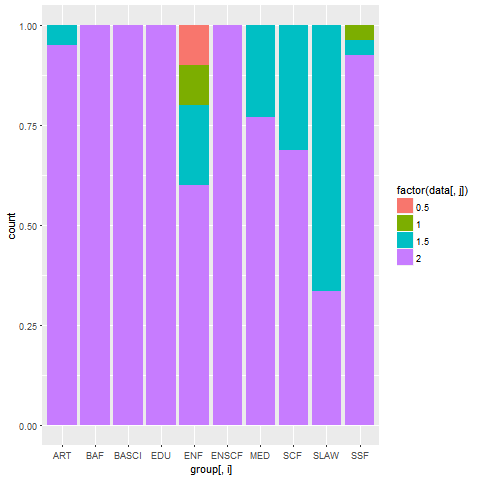 1.00
0.75
0.50
0.25
0.00
count
ART BAF BASCI EDU ENF ENSCF MED SCF SLAW SSF
group[, i]
factor(data[, j])
0.5
1
1.5
2